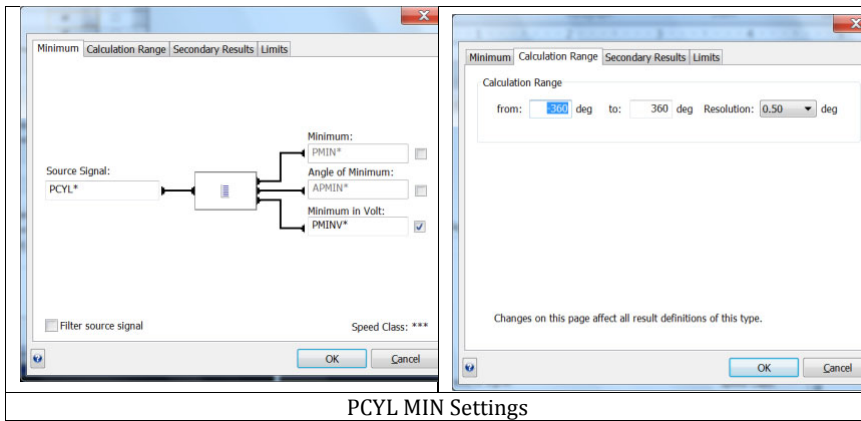 Minimum Calculation Range Secondary Results Limits
Minimum:
PMIN*
Source Signal:
Angle of Minimum:
PCYL*
APMIN*
Minimum in Volt:
PMINV*
Filter source signal
Speed Class: ***
OK Cancel
Minimum Calculation Range Secondary Results Limits
Calculation Range
from: -360 deg to: 360 deg Resolution: 0.50 deg
Changes on this page affect all result definitions of this type.
OK Cancel
PCYL MIN Settings